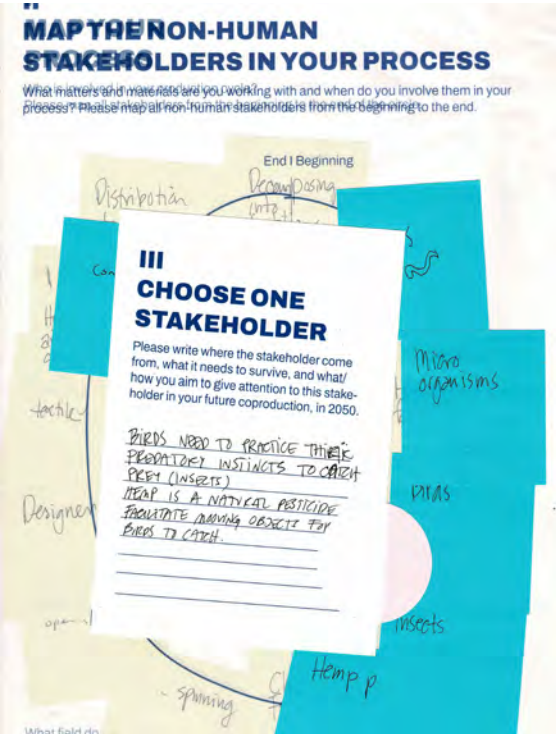 II
MAP THE NON-HUMAN
STAKEHOLDERS IN YOUR PROCESS
What matters and materials are you working with and when do you involve them in your
process? Please map all non-human stakeholders from the beginning to the end.
End I Beginning
Distribution
Decomposing
into
III
CHOOSE ONE
STAKEHOLDER
Please write where the stakeholder come
from, what it needs to survive, and what/
how you aim to give attention to this stake-
holder in your future coproduction, in 2050.
BIRDS NEED TO PRACTICE THEIR
PREDATORY INSTINCTS TO CATCH
PREY (INSECTS)
HEMP IS A NATURAL PESTICIDE
FACILITATE MOVING OBJECTS FOR
BIRDS TO CATCH.
Micro
organisms
tactile
Designer
insects
Hemp p
spinning
What field do